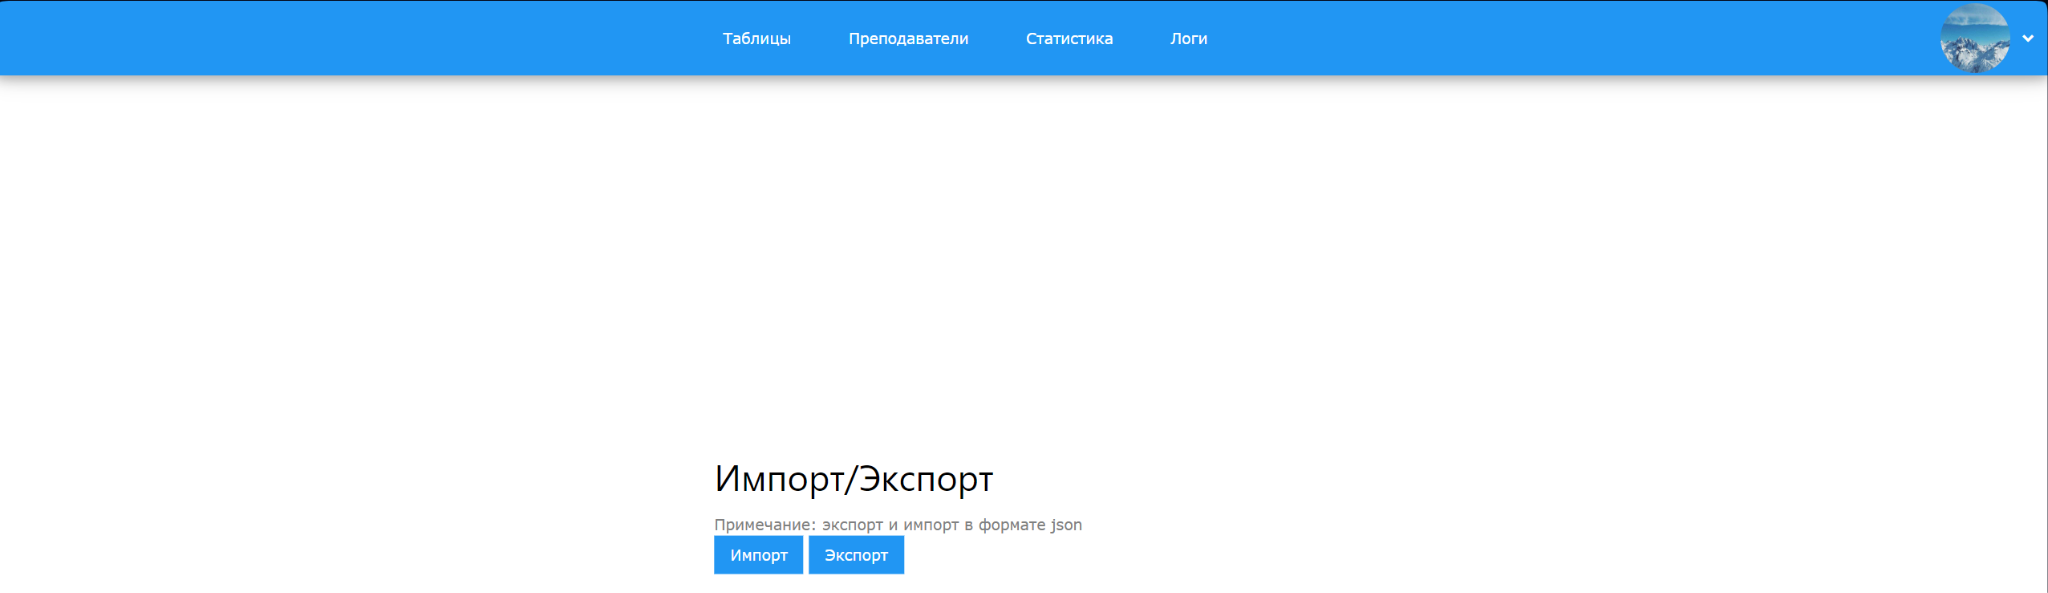 Таблицы Преподаватели Статистика Логи
Импорт/Экспорт
Примечание: экспорт и импорт в формате json
Импорт Экспорт